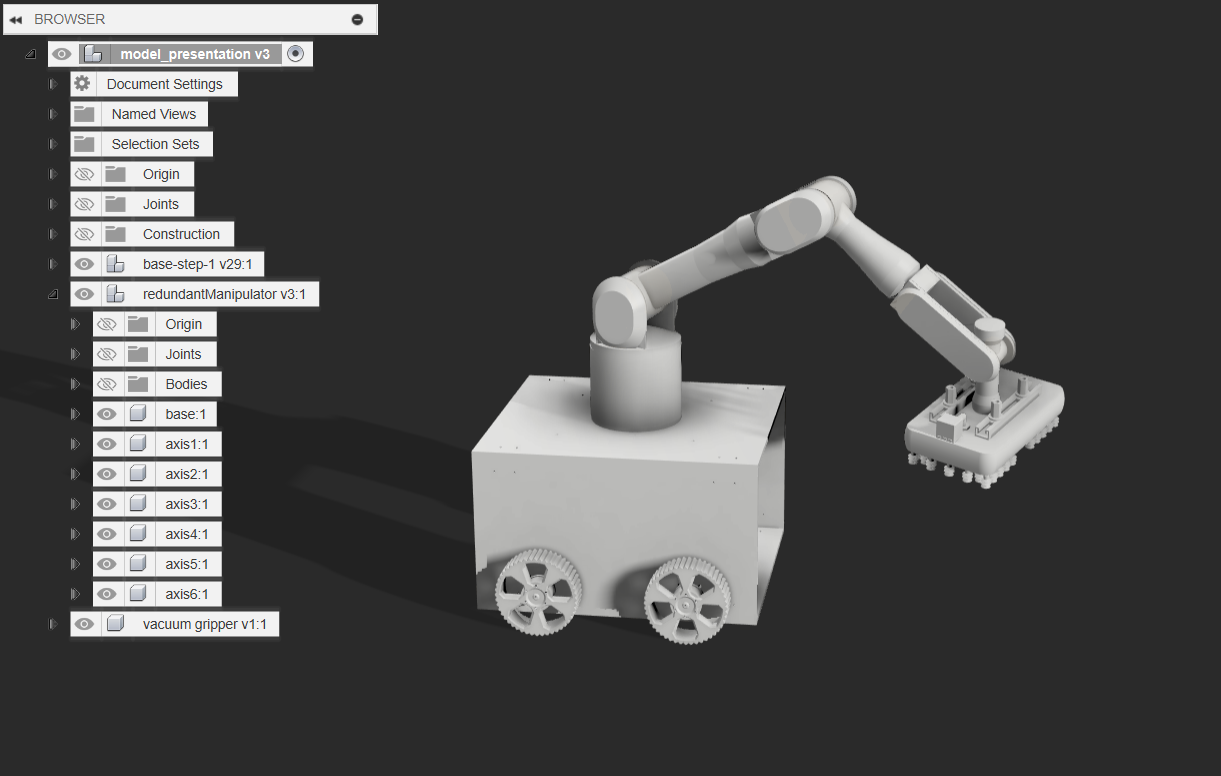 BROWSER
model_presentation v3
Document Settings
Named Views
Selection Sets
Origin
Joints
Construction
base-step-1 v29:1
redundantManipulator v3:1
Origin
Joints
Bodies
base:1
axis1:1
axis2:1
axis3:1
axis4:1
axis5:1
axis6:1
vacuum gripper v1:1